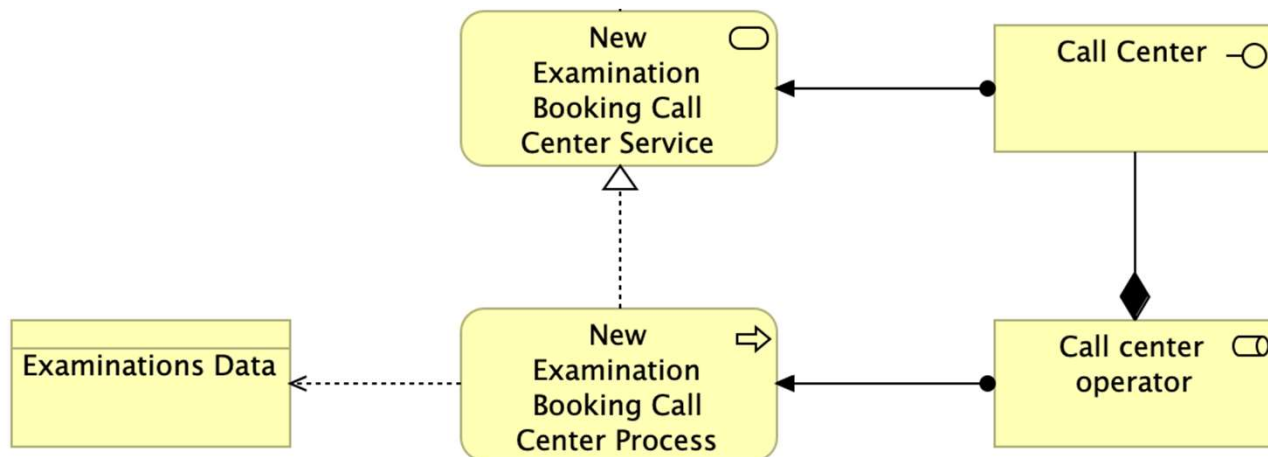 New
Examination
Booking Call
Center Service
Call Center
Examinations Data
New
Examination
Booking Call
Center Process
Call center
operator